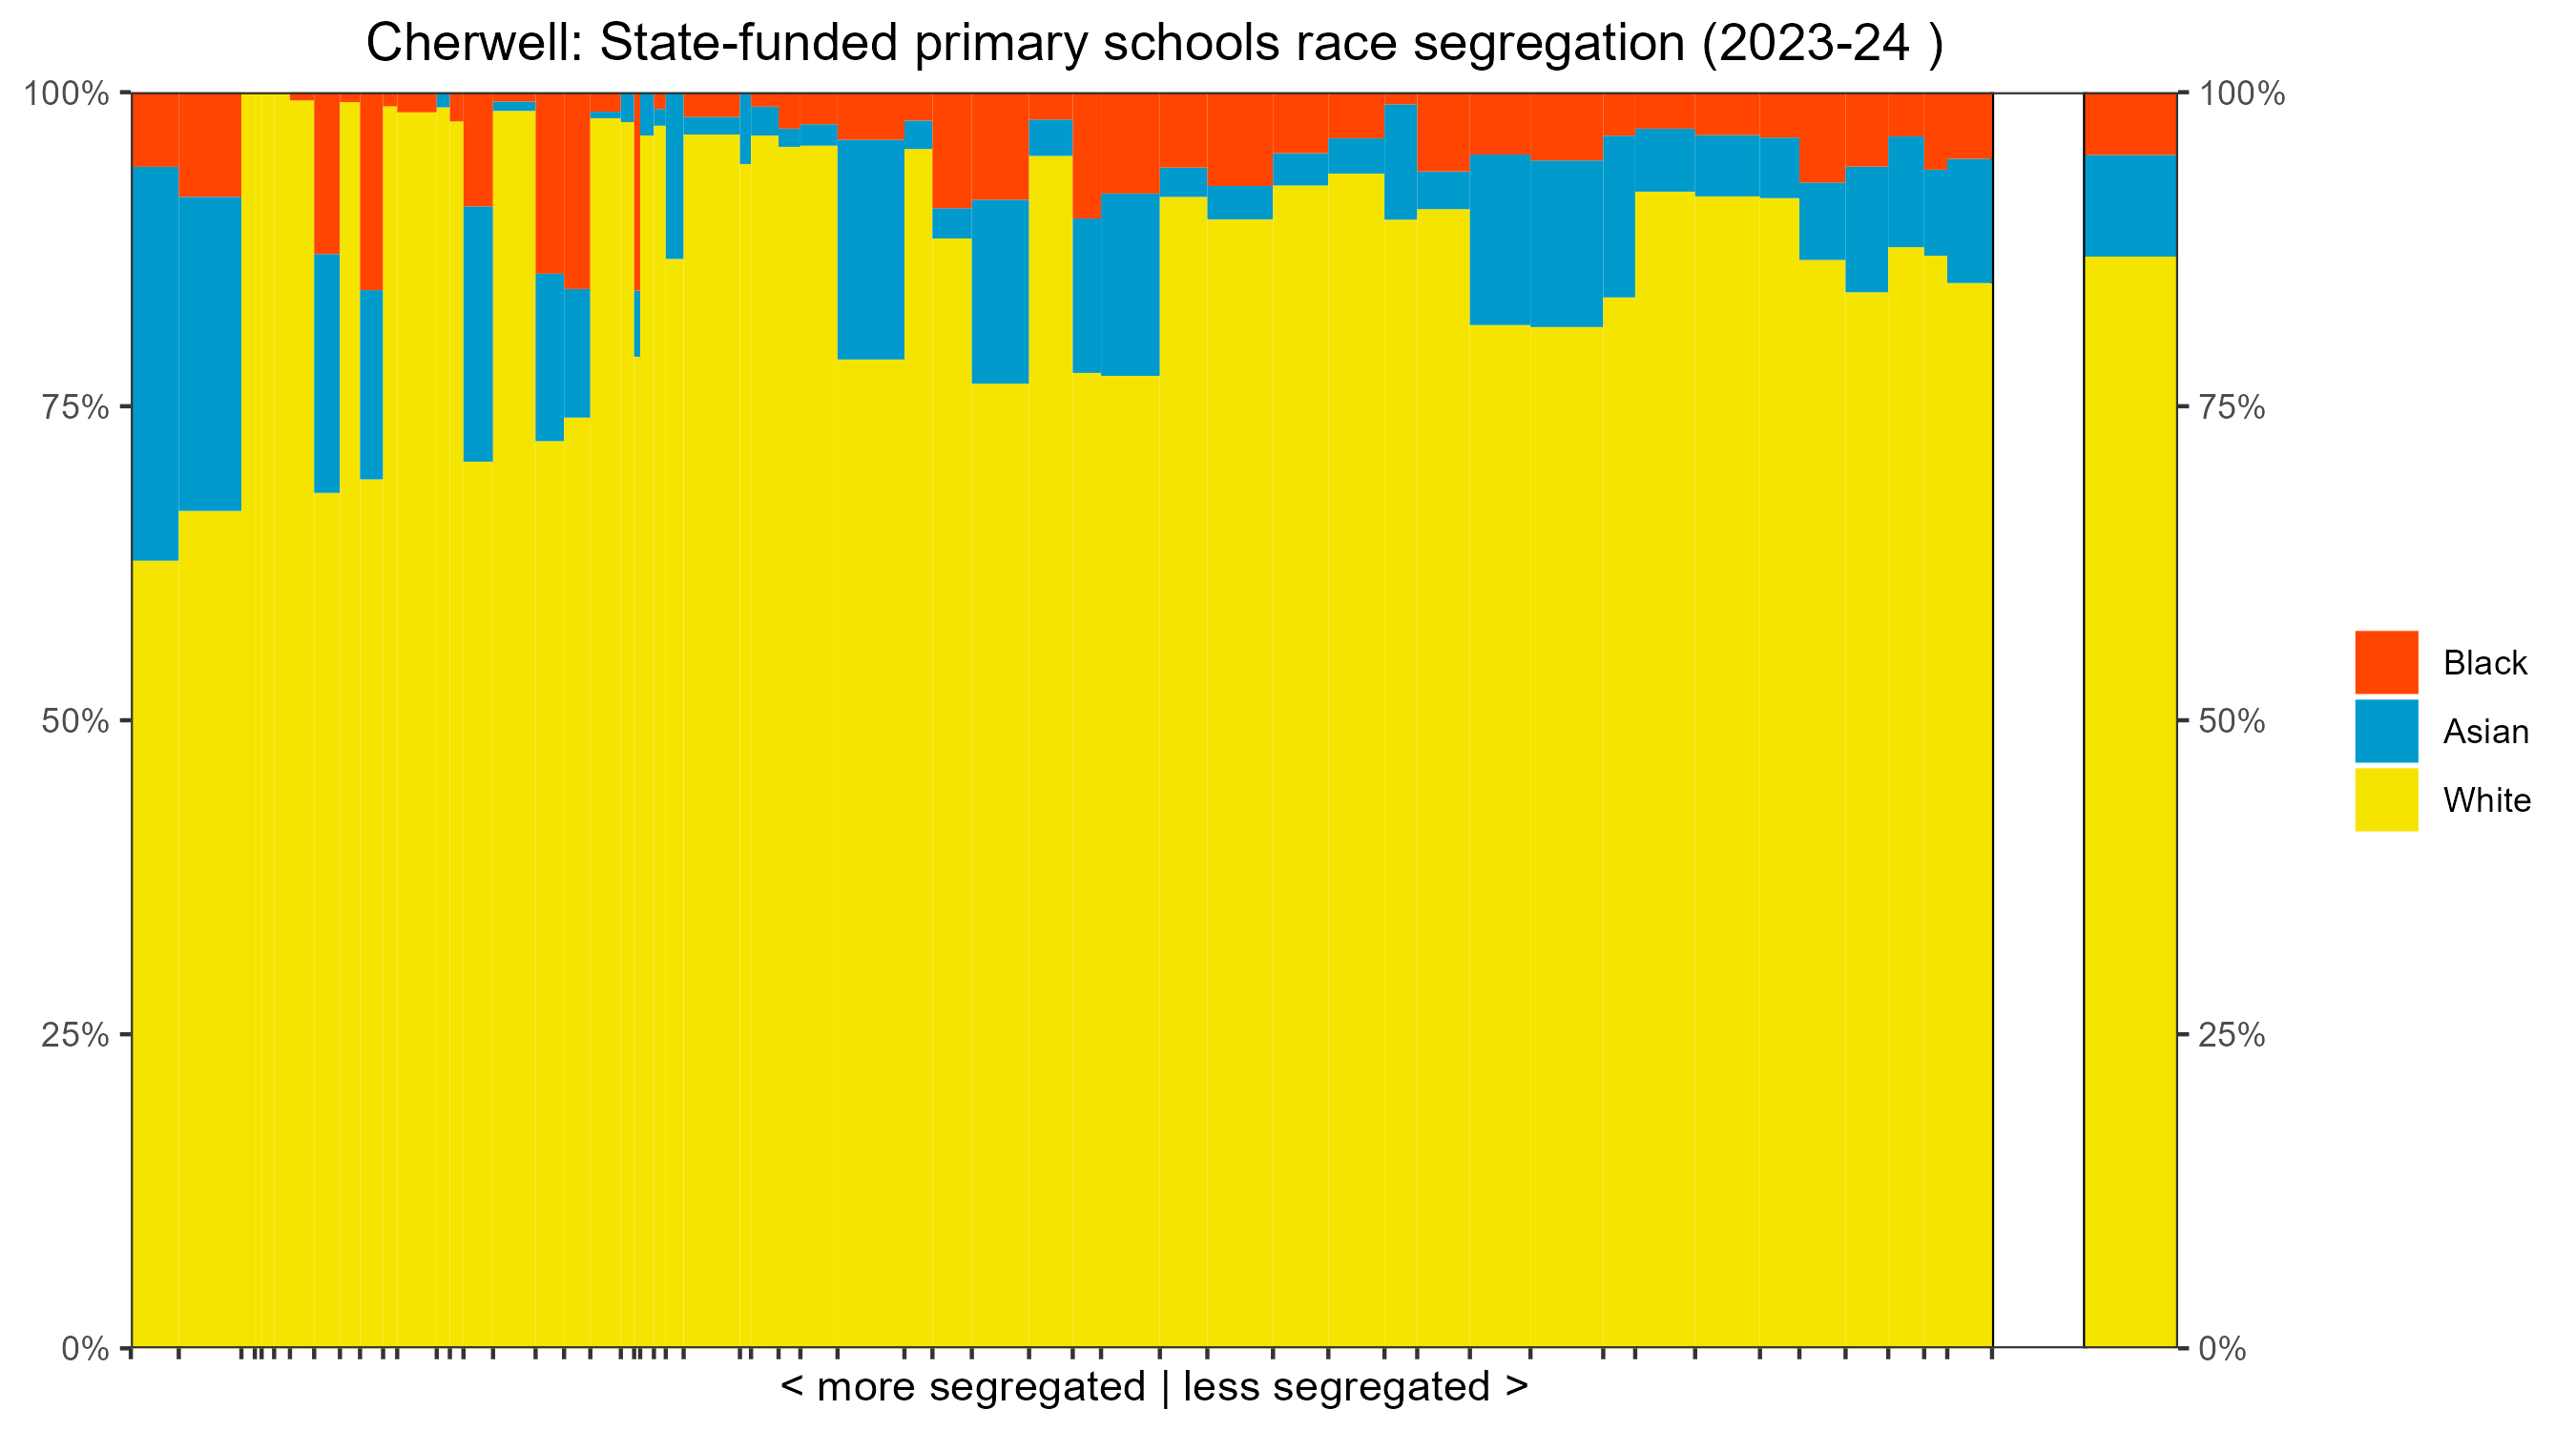 Cherwell: State-funded primary schools race segregation (2023-24 )
100%
75%
50%
25%
0%
100%
75%
50%
25%
0%
Black
Asian
White
< more segregated | less segregated >